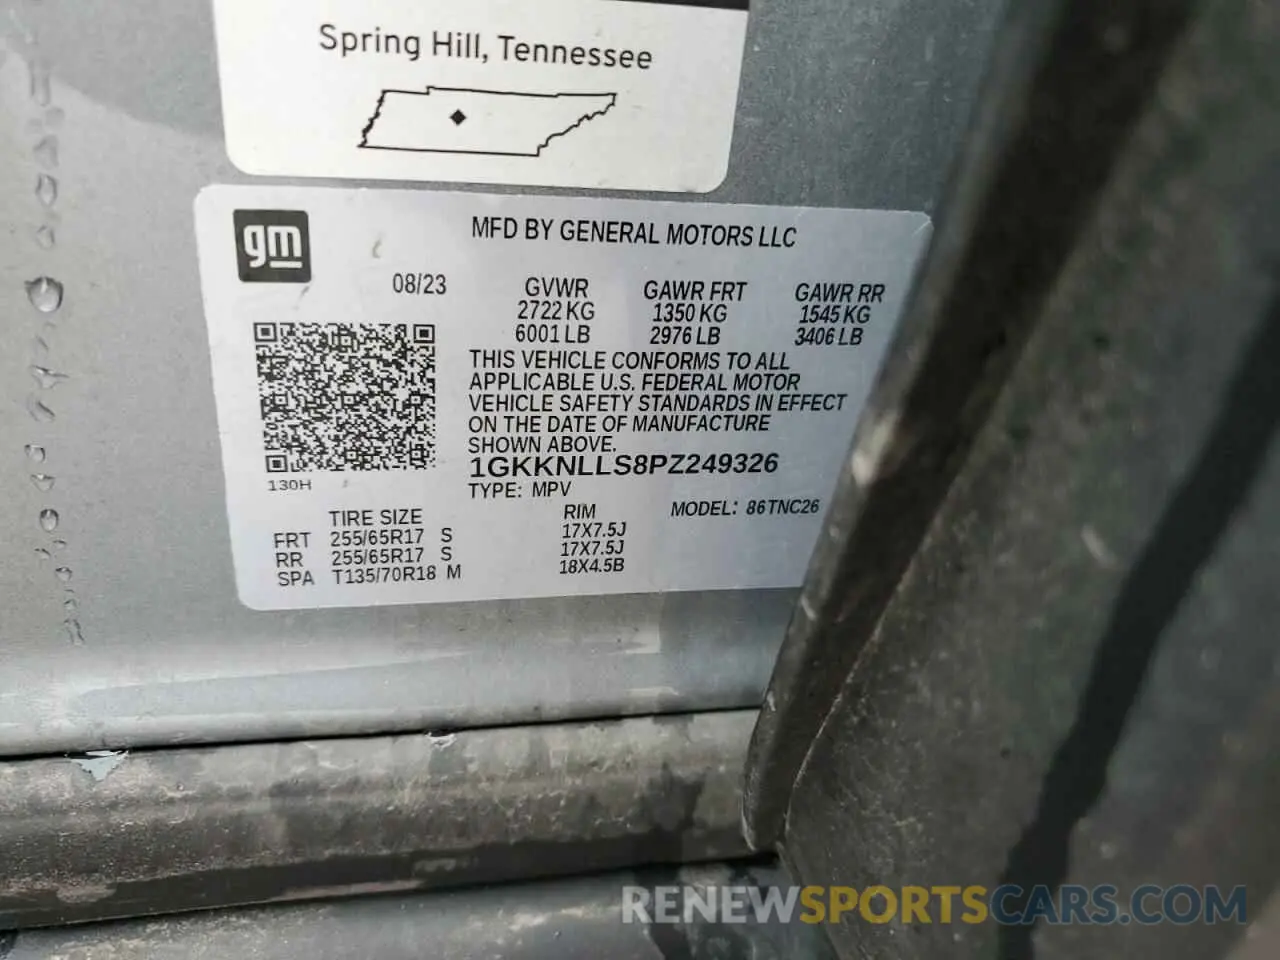 Spring Hill, Tennessee
gm
MFD BY GENERAL MOTORS LLC
08/23
GVWR GAWR FRT GAWR RR
2722 KG 1350 KG 1545 KG
6001 LB 2976 LB 3406 LB
THIS VEHICLE CONFORMS TO ALL
APPLICABLE U.S. FEDERAL MOTOR
VEHICLE SAFETY STANDARDS IN EFFECT
ON THE DATE OF MANUFACTURE
SHOWN ABOVE.
1GKKNLLS8PZ249326
130H
TYPE: MPV
MODEL: 86TNC26
TIRE SIZE RIM
FRT 255/65R17 S 17X7.5J
RR 255/65R17 S 17X7.5J
SPA T135/70R18 M 18X4.5B
RENEWSPORTSCARS.COM